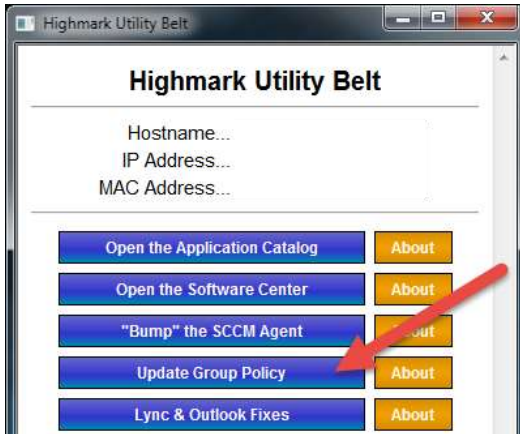 Highmark Utility Belt
Highmark Utility Belt
Hostname...
IP Address...
MAC Address...
Open the Application Catalog About
Open the Software Center About
"Bump" the SCCM Agent About
Update Group Policy About
Lync & Outlook Fixes About